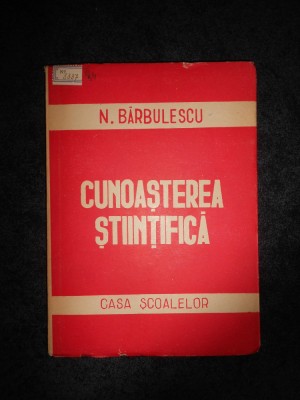 N. BĂRBULESCU
CUNOAȘTEREA
ȘTIINȚIFICĂ
CASA ȘCOALELOR